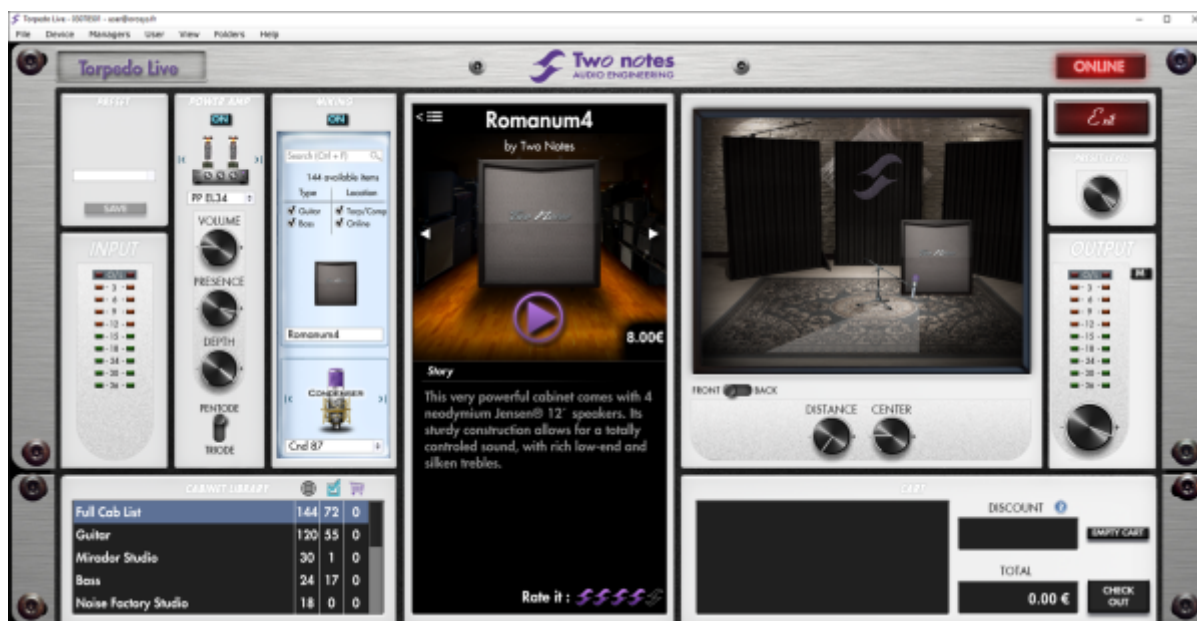 Torpedo Live
File Device Managers User View Folders Help
Torpedo Live
Two notes
AUDIO ENGINEERING
ONLINE
PRESET
SAVE
INPUT
POWER AMP
ON
PP EL34
VOLUME
PRESENCE
DEPTH
PENTODE
TRIODE
MIKING
ON
Search (Ctrl + F)
144 available items
Type Location
Guitar Torp/Comp
Bass Online
Romanum4
CONDENSER
Cnd 87
Romanum4
by Two Notes
8.00€
Story
This very powerful cabinet comes with 4
neodymium Jensen® 12" speakers. Its
sturdy construction allows for a totally
controled sound, with rich low-end and
silken trebles.
Rate it :
FRONT BACK
DISTANCE CENTER
Exit
PRESET LEVEL
OUTPUT
M
CABINET LIBRARY
Full Cab List 144 72 0
Guitar 120 55 0
Mirador Studio 30 1 0
Bass 24 17 0
Noise Factory Studio 18 0 0
CART
DISCOUNT
EMPTY CART
TOTAL
0.00 €
CHECK
OUT